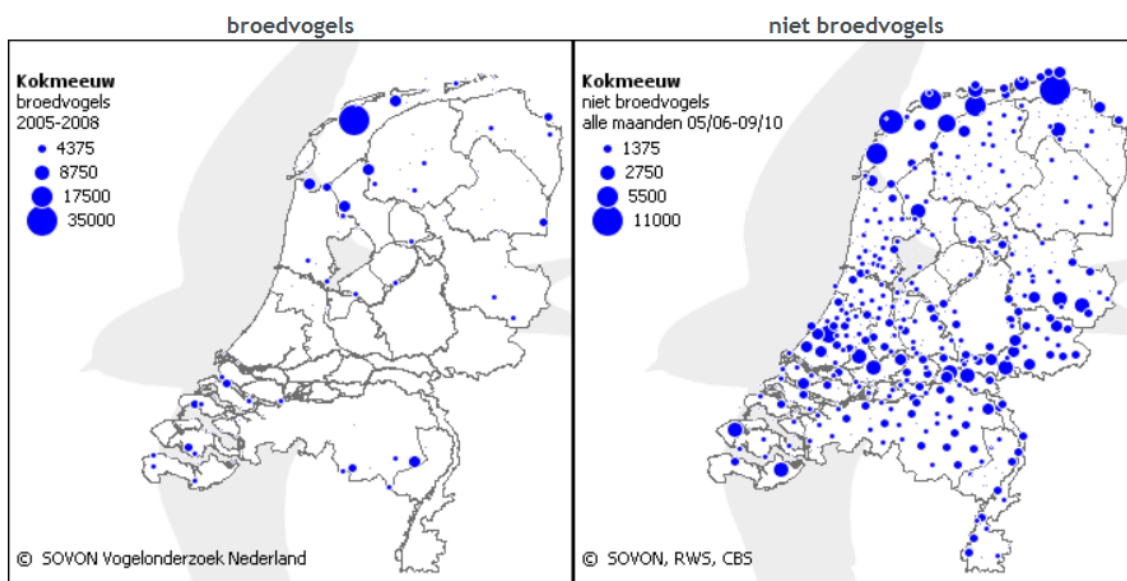 broedvogels
Kokmeeuw
broedvogels
2005-2008
4375
8750
17500
35000
© SOVON Vogelonderzoek Nederland
niet broedvogels
Kokmeeuw
niet broedvogels
alle maanden 05/06-09/10
1375
2750
5500
11000
© SOVON, RWS, CBS